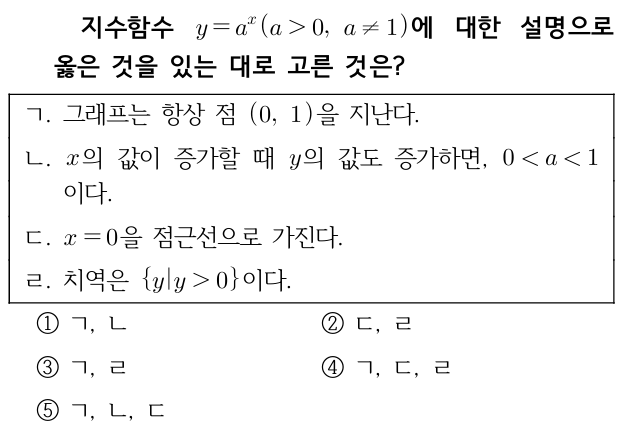 지수함수 y=aˣ(a>0, a≠1)에 대한 설명으로
옳은 것을 있는 대로 고른 것은?
ㄱ. 그래프는 항상 점 (0, 1)을 지난다.
ㄴ. x의 값이 증가할 때 y의 값도 증가하면, 0<a<1
이다.
ㄷ. x=0을 점근선으로 가진다.
ㄹ. 치역은 {y|y>0}이다.
① ㄱ, ㄴ ② ㄷ, ㄹ
③ ㄱ, ㄹ ④ ㄱ, ㄷ, ㄹ
⑤ ㄱ, ㄴ, ㄷ